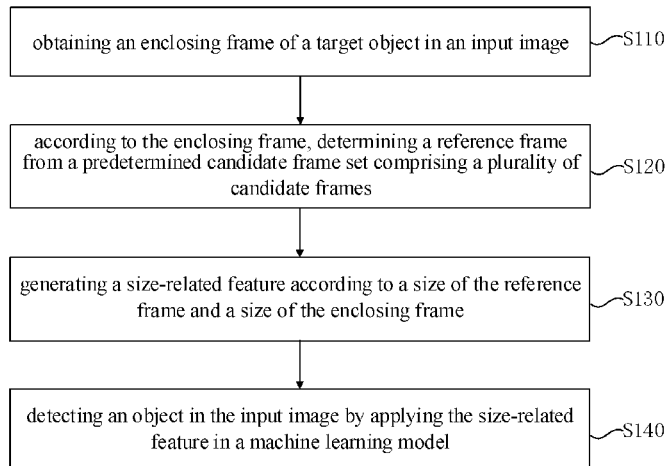 obtaining an enclosing frame of a target object in an input image
S110
according to the enclosing frame, determining a reference frame
from a predetermined candidate frame set comprising a plurality of
candidate frames
S120
generating a size-related feature according to a size of the reference
frame and a size of the enclosing frame
S130
detecting an object in the input image by applying the size-related
feature in a machine learning model
S140